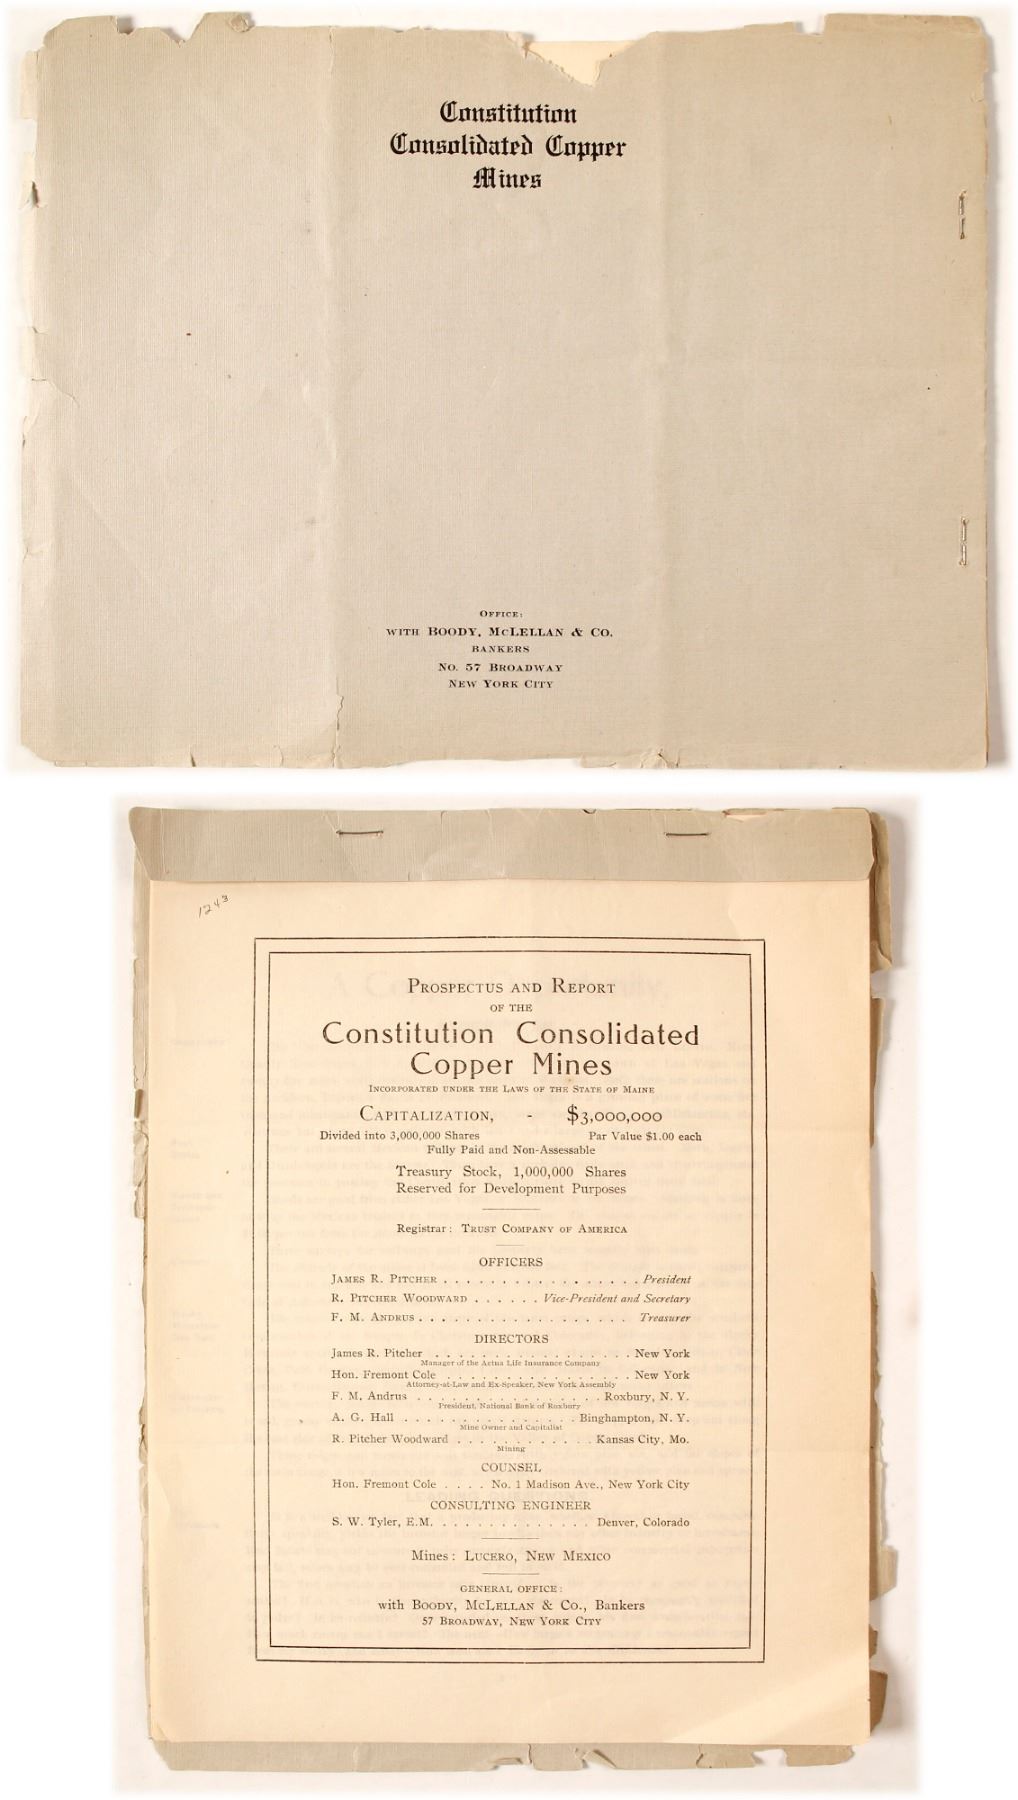 Constitution
Consolidated Copper
Mines
OFFICE:
WITH BOODY, McLELLAN & CO.
BANKERS
No. 57 BROADWAY
NEW YORK CITY
1243
PROSPECTUS AND REPORT
OF THE
Constitution Consolidated
Copper Mines
INCORPORATED UNDER THE LAWS OF THE STATE OF MAINE
CAPITALIZATION, - $3,000,000
Divided into 3,000,000 Shares Par Value $1.00 each
Fully Paid and Non-Assessable
Treasury Stock, 1,000,000 Shares
Reserved for Development Purposes
Registrar: TRUST COMPANY OF AMERICA
OFFICERS
JAMES R. PITCHER . . . . . . . . . . . . . . . . . President
R. PITCHER WOODWARD . . . . . . Vice-President and Secretary
F. M. ANDRUS . . . . . . . . . . . . . . . . . . Treasurer
DIRECTORS
James R. Pitcher . . . . . . . . . . . . . . . . . New York
Manager of the Aetna Life Insurance Company
Hon. Fremont Cole . . . . . . . . . . . . . . . . New York
Attorney-at-Law and Ex-Speaker, New York Assembly
F. M. Andrus . . . . . . . . . . . . . . . Roxbury, N. Y.
President, National Bank of Roxbury
A. G. Hall . . . . . . . . . . . . . . Binghampton, N. Y.
Mine Owner and Capitalist
R. Pitcher Woodward . . . . . . . . . . . Kansas City, Mo.
Mining
COUNSEL
Hon. Fremont Cole . . . . No. 1 Madison Ave., New York City
CONSULTING ENGINEER
S. W. Tyler, E.M. . . . . . . . . . . . . . Denver, Colorado
Mines: LUCERO, NEW MEXICO
GENERAL OFFICE:
with BOODY, McLELLAN & Co., Bankers
57 BROADWAY, NEW YORK CITY